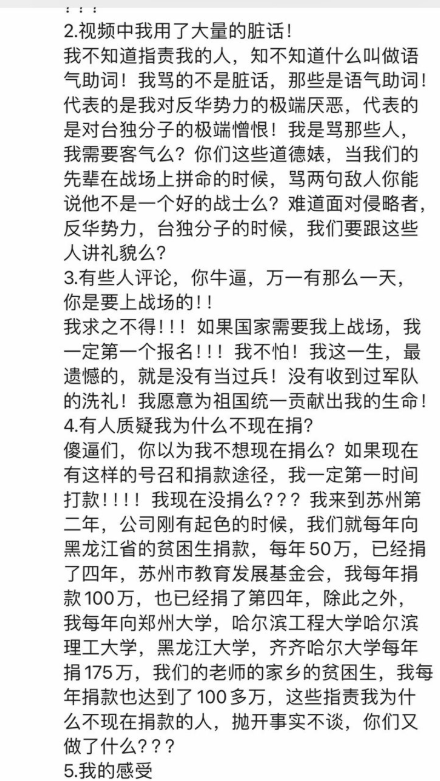 2.视频中我用了大量的脏话！
我不知道指责我的人，知不知道什么叫做语
气助词！我骂的不是脏话，那些是语气助词！
代表的是我对反华势力的极端厌恶，代表的
是对台独分子的极端憎恨！我是骂那些人，
我需要客气么？你们这些道德婊，当我们的
先辈在战场上拼命的时候，骂两句敌人你能
说他不是一个好的战士么？难道面对侵略者，
反华势力，台独分子的时候，我们要跟这些
人讲礼貌么？
3.有些人评论，你牛逼，万一有那么一天，
你是要上战场的！！
我求之不得！！！如果国家需要我上战场，我
一定第一个报名！！！我不怕！我这一生，最
遗憾的，就是没有当过兵！没有收到过军队
的洗礼！我愿意为祖国统一贡献出我的生命！
4.有人质疑我为什么不现在捐？
傻逼们，你以为我不想现在捐么？如果现在
有这样的号召和捐款途径，我一定第一时间
打款！！！！我现在没捐么？？？我来到苏州第
二年，公司刚有起色的时候，我们就每年向
黑龙江省的贫困生捐款，每年50万，已经捐
了四年，苏州市教育发展基金会，我每年捐
款100万，也已经捐了第四年，除此之外，
我每年向郑州大学，哈尔滨工程大学哈尔滨
理工大学，黑龙江大学，齐齐哈尔大学每年
捐175万，我们的老师的家乡的贫困生，我每
年捐款也达到了100多万，这些指责我为什
么不现在捐款的人，抛开事实不谈，你们又
做了什么？？？
5.我的感受